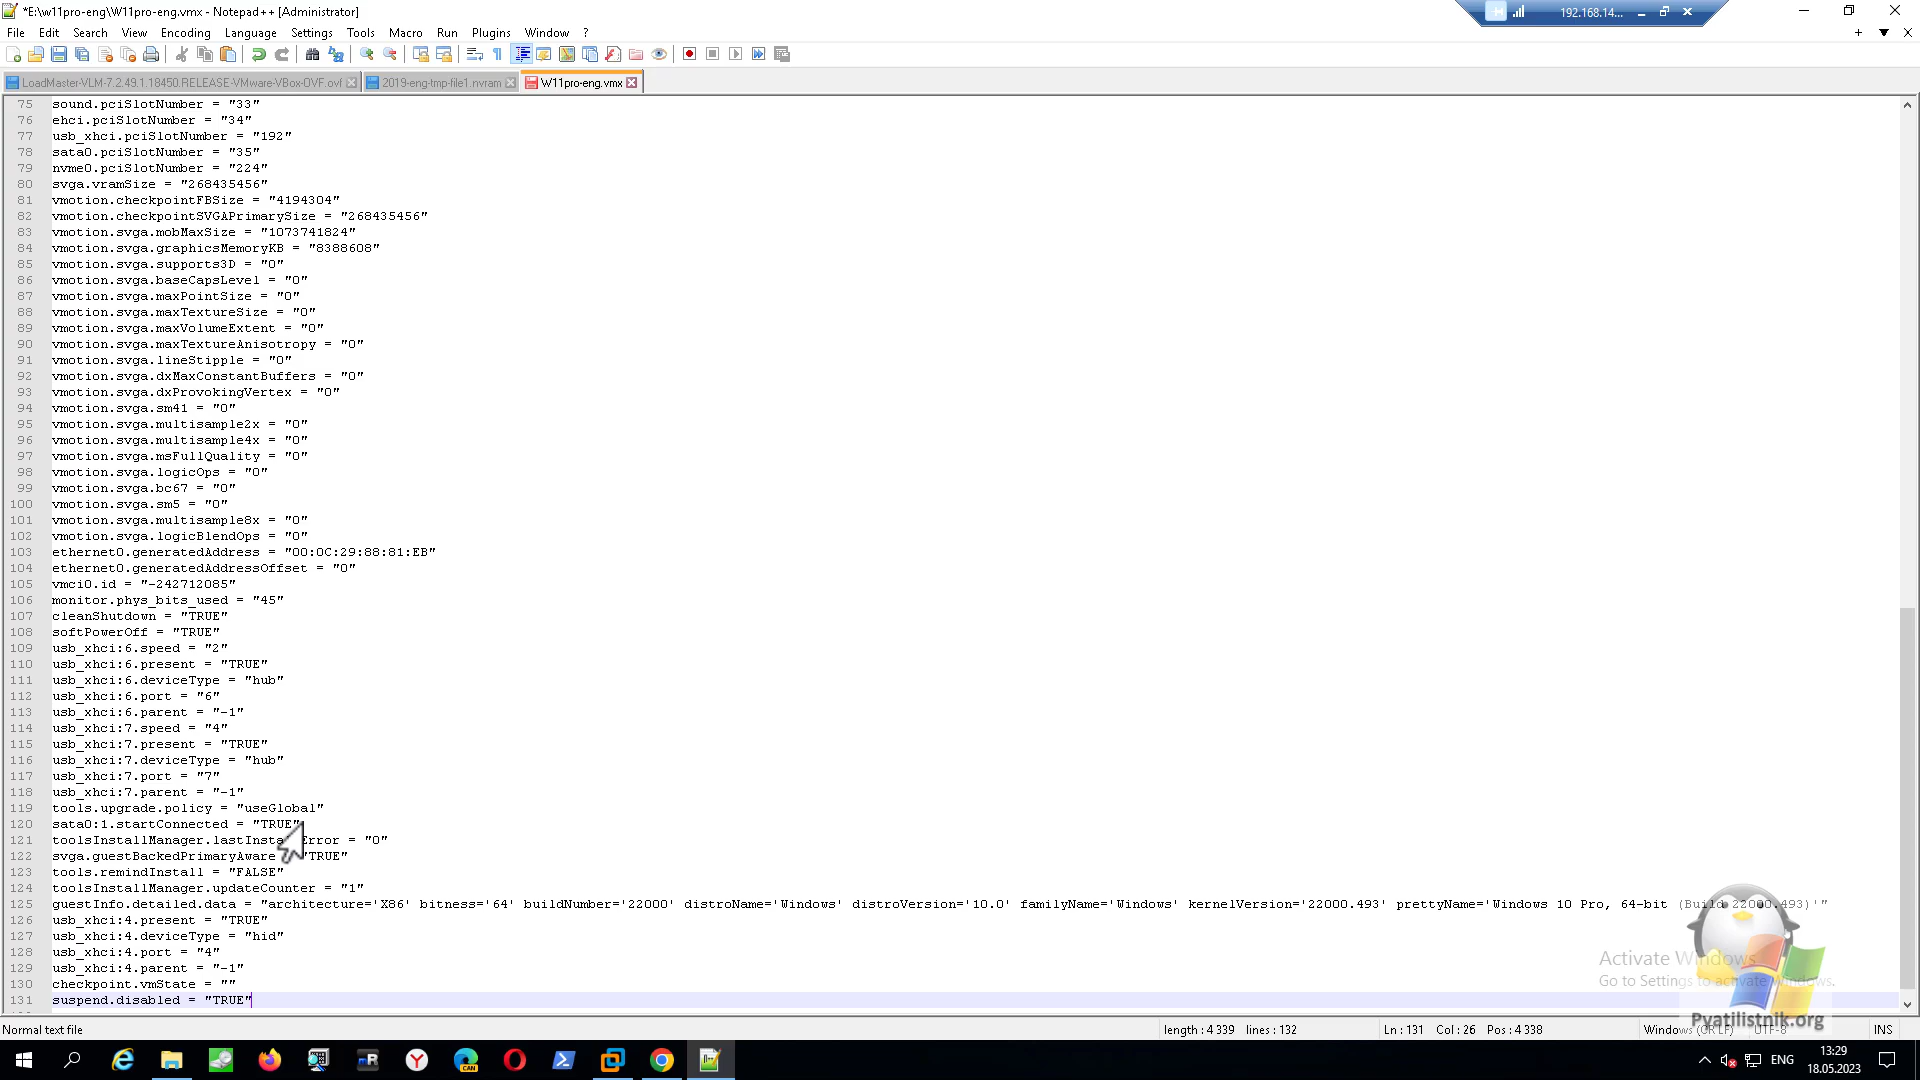 *E:\w11pro-eng\W11pro-eng.vmx - Notepad++ [Administrator]
192.168.14...
File Edit Search View Encoding Language Settings Tools Macro Run Plugins Window ?
LoadMaster-VLM-7.2.49.1.18450.RELEASE-VMware-VBox-OVF.ovf 2019-eng-tmp-file1.nvram W11pro-eng.vmx
75 sound.pciSlotNumber = "33"
76 ehci.pciSlotNumber = "34"
77 usb_xhci.pciSlotNumber = "192"
78 sata0.pciSlotNumber = "35"
79 nvme0.pciSlotNumber = "224"
80 svga.vramSize = "268435456"
81 vmotion.checkpointFBSize = "4194304"
82 vmotion.checkpointSVGAPrimarySize = "268435456"
83 vmotion.svga.mobMaxSize = "1073741824"
84 vmotion.svga.graphicsMemoryKB = "8388608"
85 vmotion.svga.supports3D = "0"
86 vmotion.svga.baseCapsLevel = "0"
87 vmotion.svga.maxPointSize = "0"
88 vmotion.svga.maxTextureSize = "0"
89 vmotion.svga.maxVolumeExtent = "0"
90 vmotion.svga.maxTextureAnisotropy = "0"
91 vmotion.svga.lineStipple = "0"
92 vmotion.svga.dxMaxConstantBuffers = "0"
93 vmotion.svga.dxProvokingVertex = "0"
94 vmotion.svga.sm41 = "0"
95 vmotion.svga.multisample2x = "0"
96 vmotion.svga.multisample4x = "0"
97 vmotion.svga.msFullQuality = "0"
98 vmotion.svga.logicOps = "0"
99 vmotion.svga.bc67 = "0"
100 vmotion.svga.sm5 = "0"
101 vmotion.svga.multisample8x = "0"
102 vmotion.svga.logicBlendOps = "0"
103 ethernet0.generatedAddress = "00:0C:29:88:81:EB"
104 ethernet0.generatedAddressOffset = "0"
105 vmci0.id = "-242712085"
106 monitor.phys_bits_used = "45"
107 cleanShutdown = "TRUE"
108 softPowerOff = "TRUE"
109 usb_xhci:6.speed = "2"
110 usb_xhci:6.present = "TRUE"
111 usb_xhci:6.deviceType = "hub"
112 usb_xhci:6.port = "6"
113 usb_xhci:6.parent = "-1"
114 usb_xhci:7.speed = "4"
115 usb_xhci:7.present = "TRUE"
116 usb_xhci:7.deviceType = "hub"
117 usb_xhci:7.port = "7"
118 usb_xhci:7.parent = "-1"
119 tools.upgrade.policy = "useGlobal"
120 sata0:1.startConnected = "TRUE"
121 toolsInstallManager.lastInsta Error = "0"
122 svga.guestBackedPrimaryAware "TRUE"
123 tools.remindInstall = "FALSE"
124 toolsInstallManager.updateCounter = "1"
125 guestInfo.detailed.data = "architecture='X86' bitness='64' buildNumber='22000' distroName='Windows' distroVersion='10.0' familyName='Windows' kernelVersion='22000.493' prettyName='Windows 10 Pro, 64-bit (Build 22000.493)'"
126 usb_xhci:4.present = "TRUE"
127 usb_xhci:4.deviceType = "hid"
128 usb_xhci:4.port = "4"
129 usb_xhci:4.parent = "-1"
130 checkpoint.vmState = ""
131 suspend.disabled = "TRUE"
Activate Windows
Go to Settings to activate Windows.
Pyatilistnik.org
Normal text file length : 4 339 lines : 132 Ln : 131 Col : 26 Pos : 4 338 Windows (CR LF) UTF-8 INS
ENG
13:29
18.05.2023